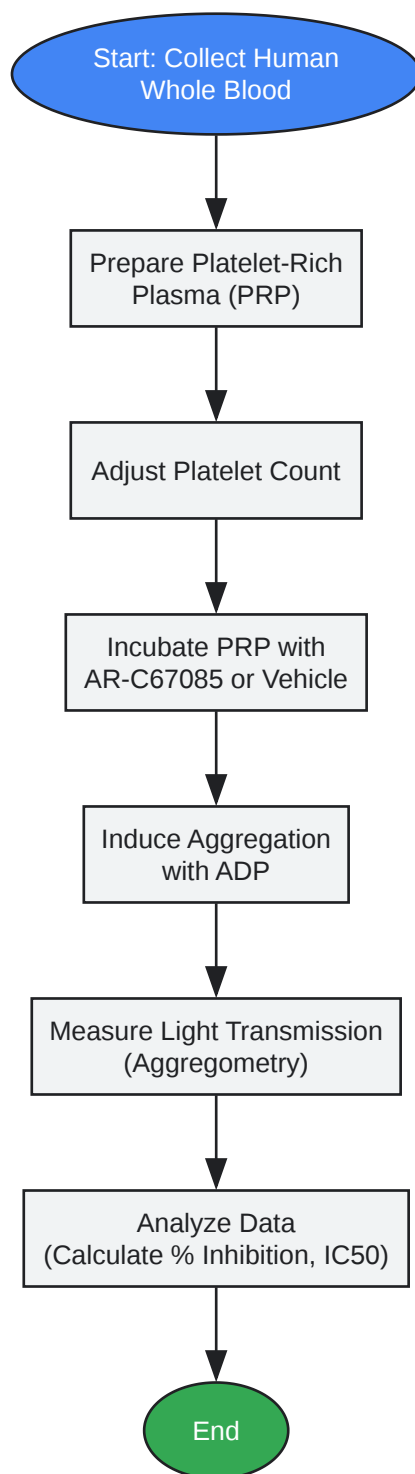 Start: Collect Human
Whole Blood
Prepare Platelet-Rich
Plasma (PRP)
Adjust Platelet Count
Incubate PRP with
AR-C67085 or Vehicle
Induce Aggregation
with ADP
Measure Light Transmission
(Aggregometry)
Analyze Data
(Calculate % Inhibition, IC50)
End